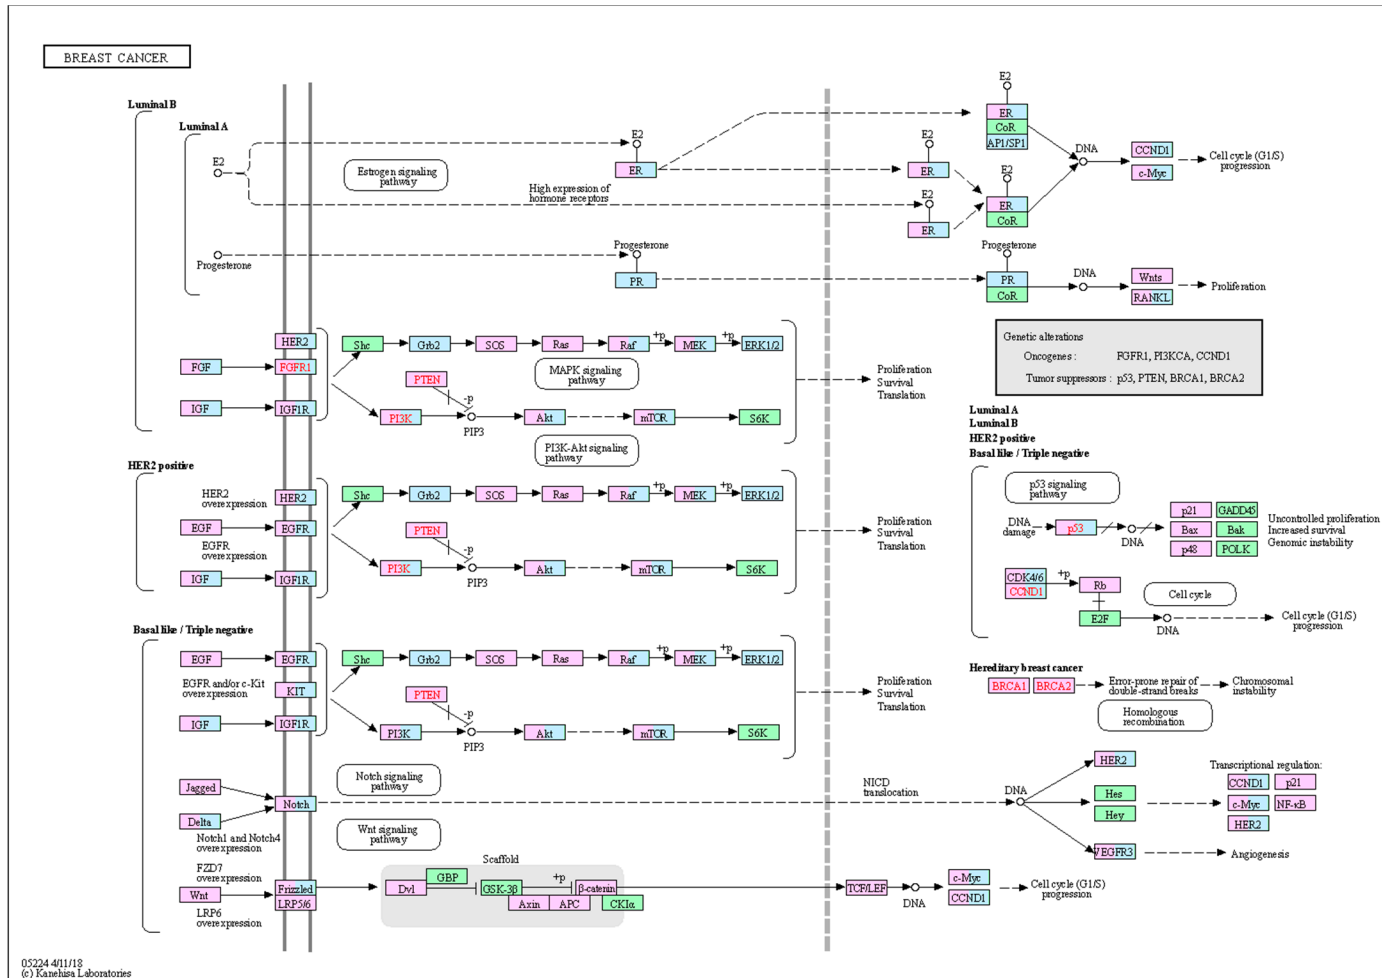 BREAST CANCER
Luminal B
Luminal A
E2
Estrogen signaling
pathway
High expression of
hormone receptors
E2
ER
E2
ER
E2
ER
E2
ER
CoR
AP1/SP1
E2
ER
CoR
DNA
CCND1
c-Myc
Cell cycle (G1/S)
progression
Progesterone
Progesterone
PR
Progesterone
PR
CoR
DNA
Wnts
RANKL
Proliferation
HER2
FGF
FGFR1
IGF
IGF1R
Shc
Grb2
SOS
Ras
Raf
+p
MEK
+p
ERK1/2
MAPK signaling
pathway
PTEN
-p
PI3K
PIP3
Akt
mTOR
S6K
PI3K-Akt signaling
pathway
Proliferation
Survival
Translation
Genetic alterations
Oncogenes : FGFR1, PI3KCA, CCND1
Tumor suppressors : p53, PTEN, BRCA1, BRCA2
HER2 positive
HER2
overexpression
HER2
EGF
EGFR
EGFR
overexpression
IGF
IGF1R
Shc
Grb2
SOS
Ras
Raf
+p
MEK
+p
ERK1/2
PTEN
-p
PI3K
PIP3
Akt
mTOR
S6K
Proliferation
Survival
Translation
Luminal A
Luminal B
HER2 positive
Basal like / Triple negative
p53 signaling
pathway
DNA
damage
p53
DNA
p21
GADD45
Bax
Bak
p48
POLK
Uncontrolled proliferation
Increased survival
Genomic instability
CDK4/6
CCND1
+p
Rb
E2F
Cell cycle
DNA
Cell cycle (G1/S)
progression
Basal like / Triple negative
EGF
EGFR
EGFR and/or c-Kit
overexpression
KIT
IGF
IGF1R
Shc
Grb2
SOS
Ras
Raf
+p
MEK
+p
ERK1/2
PTEN
-p
PI3K
PIP3
Akt
mTOR
S6K
Proliferation
Survival
Translation
Hereditary breast cancer
BRCA1
BRCA2
Error-prone repair of
double-strand breaks
Chromosomal
instability
Homologous
recombination
Jagged
Delta
Notch
Notch1 and Notch4
overexpression
Notch signaling
pathway
NICD
translocation
DNA
HER2
Hes
Hey
VEGFR3
Transcriptional regulation:
CCND1
p21
c-Myc
NF-κB
HER2
Angiogenesis
Wnt signaling
pathway
FZD7
overexpression
Wnt
LRP6
overexpression
Frizzled
LRP5/6
Scaffold
Dvl
GBP
GSK-3β
+p
β-catenin
Axin
APC
CKIα
TCF/LEF
DNA
c-Myc
CCND1
Cell cycle (G1/S)
progression
05224 4/11/18
(c) Kanehisa Laboratories